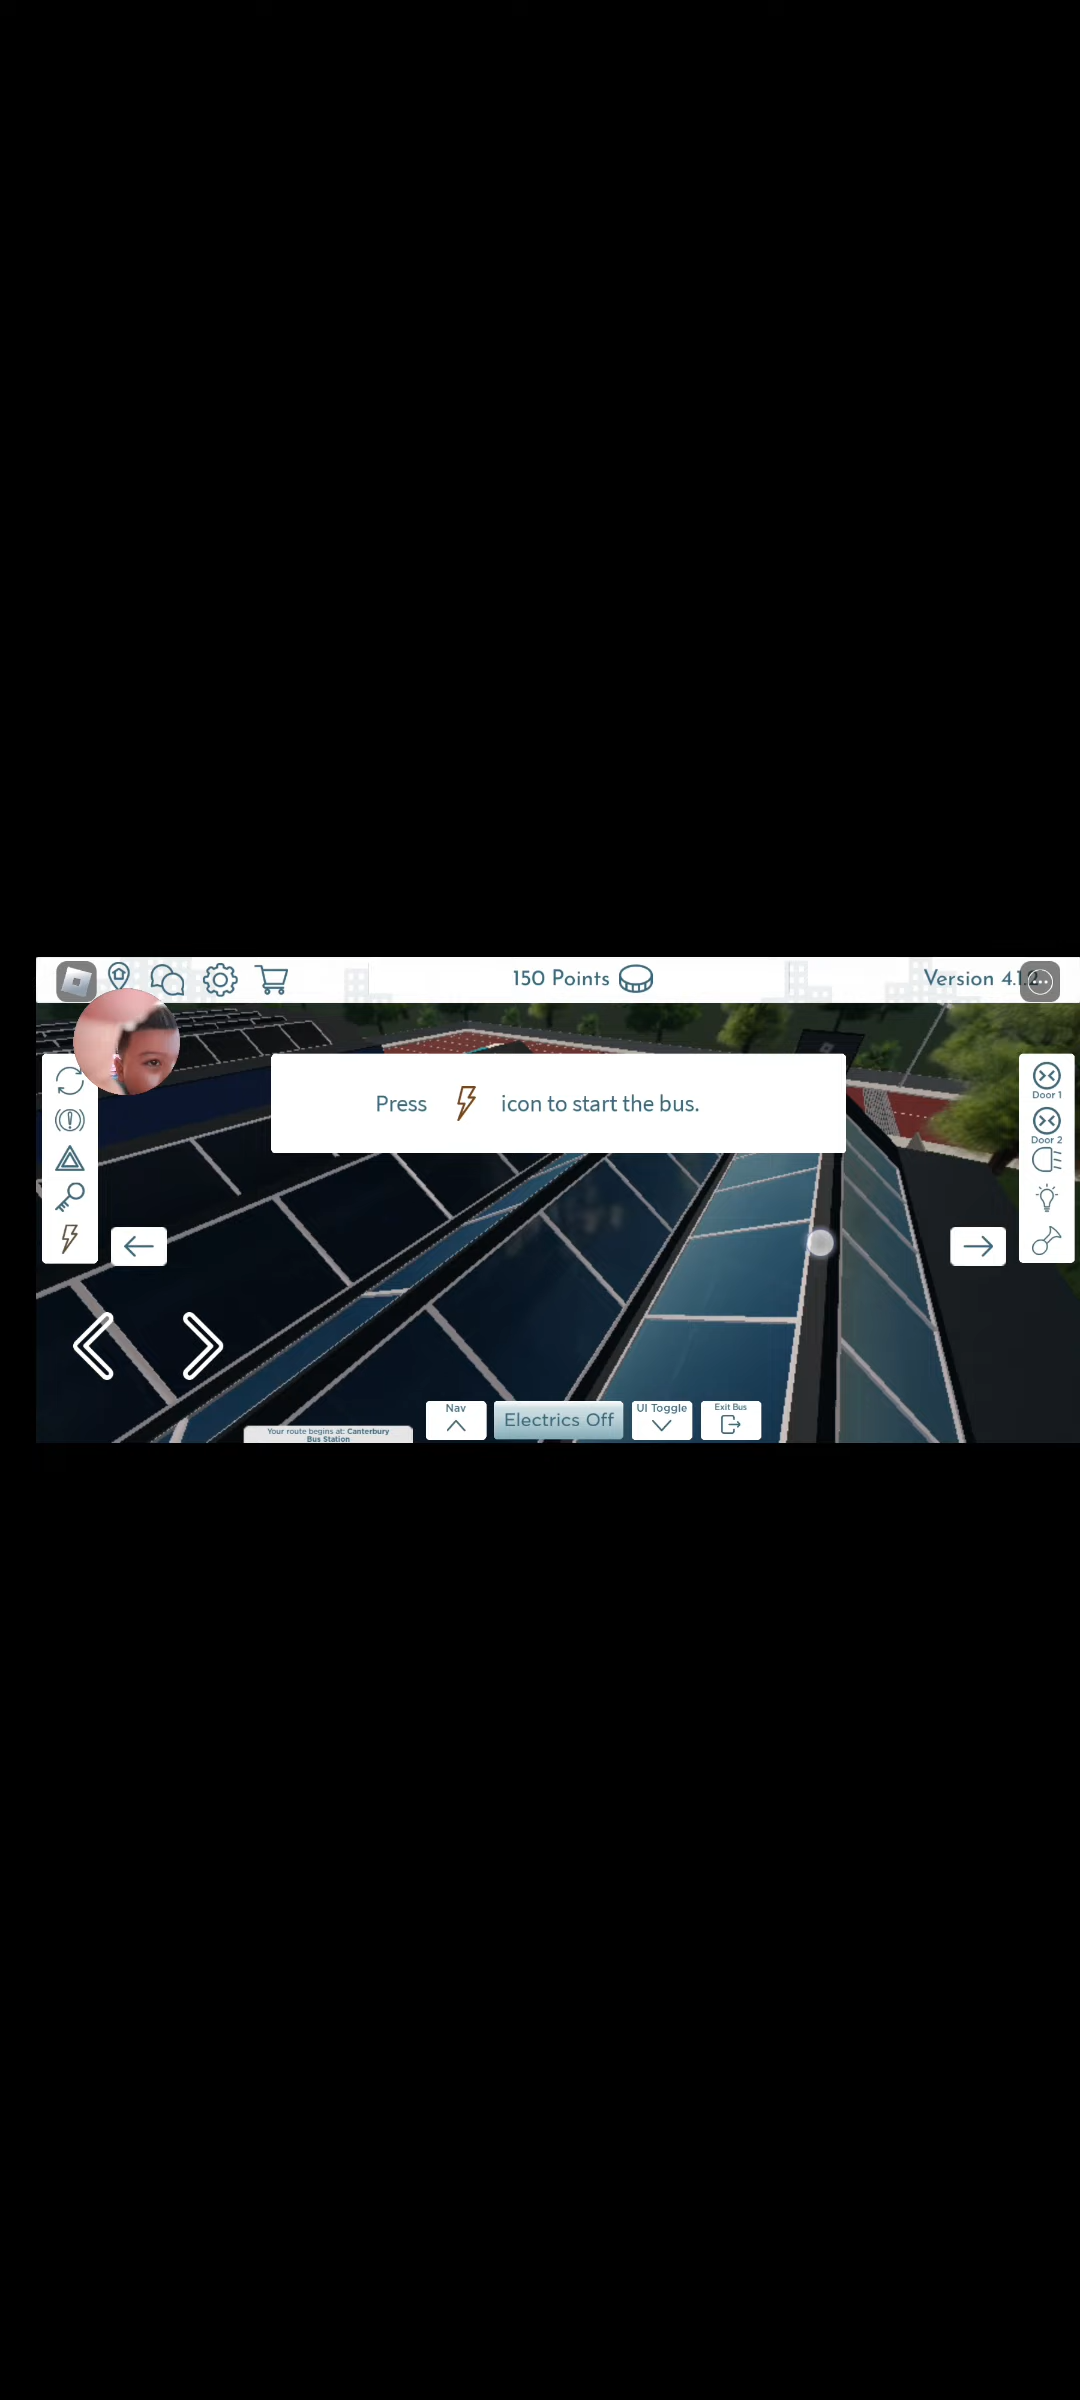 150 Points
Version 4.1.2
Press icon to start the bus.
Door 1
Door 2
Nav
Electrics Off
UI Toggle
Exit Bus
Your route begins at: Canterbury
Bus Station